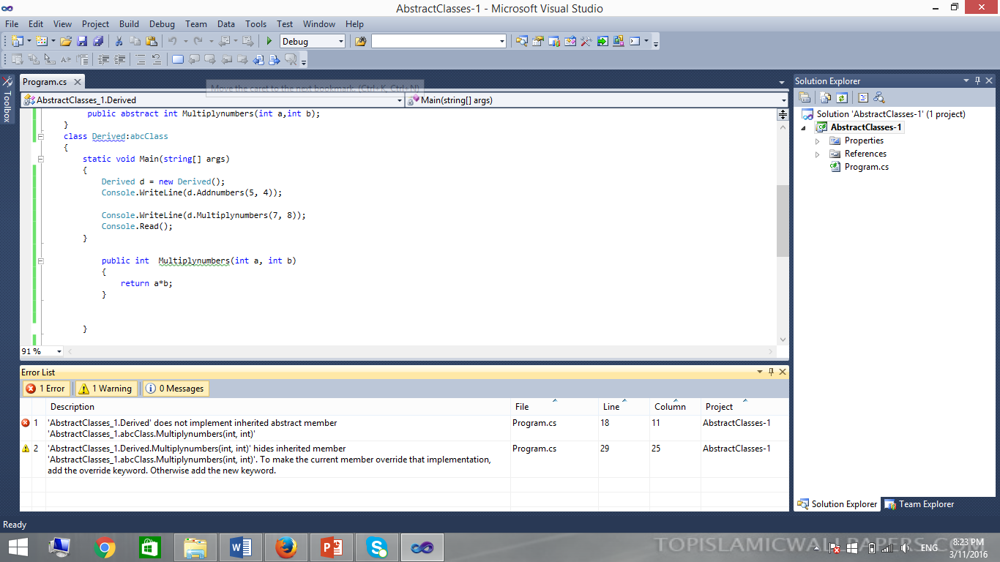 AbstractClasses-1 - Microsoft Visual Studio
File Edit View Project Build Debug Team Data Tools Test Window Help
Debug
Program.cs
Move the caret to the next bookmark. (Ctrl+K, Ctrl+N)
AbstractClasses_1.Derived
Main(string[] args)
Toolbox
public abstract int Multiplynumbers(int a,int b);
}
class Derived:abcClass
{
static void Main(string[] args)
{
Derived d = new Derived();
Console.WriteLine(d.Addnumbers(5, 4));
Console.WriteLine(d.Multiplynumbers(7, 8));
Console.Read();
}
public int  Multiplynumbers(int a, int b)
{
return a*b;
}
}
91 %
Solution Explorer
Solution 'AbstractClasses-1' (1 project)
AbstractClasses-1
Properties
References
Program.cs
Solution Explorer Team Explorer
Error List
1 Error 1 Warning 0 Messages
Description File Line Column Project
1 'AbstractClasses_1.Derived' does not implement inherited abstract member
'AbstractClasses_1.abcClass.Multiplynumbers(int, int)'
Program.cs 18 11 AbstractClasses-1
2 'AbstractClasses_1.Derived.Multiplynumbers(int, int)' hides inherited member
'AbstractClasses_1.abcClass.Multiplynumbers(int, int)'. To make the current member override that implementation,
add the override keyword. Otherwise add the new keyword.
Program.cs 29 25 AbstractClasses-1
Ready
ENG
8:23 PM
3/11/2016